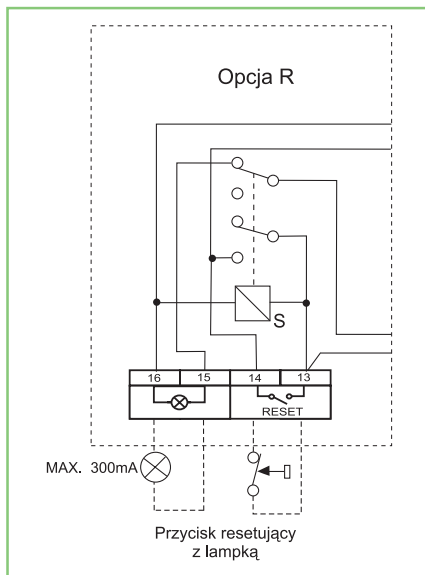 Opcja R
S
16 15 14 13
RESET
MAX. 300mA
Przycisk resetujący
z lampką